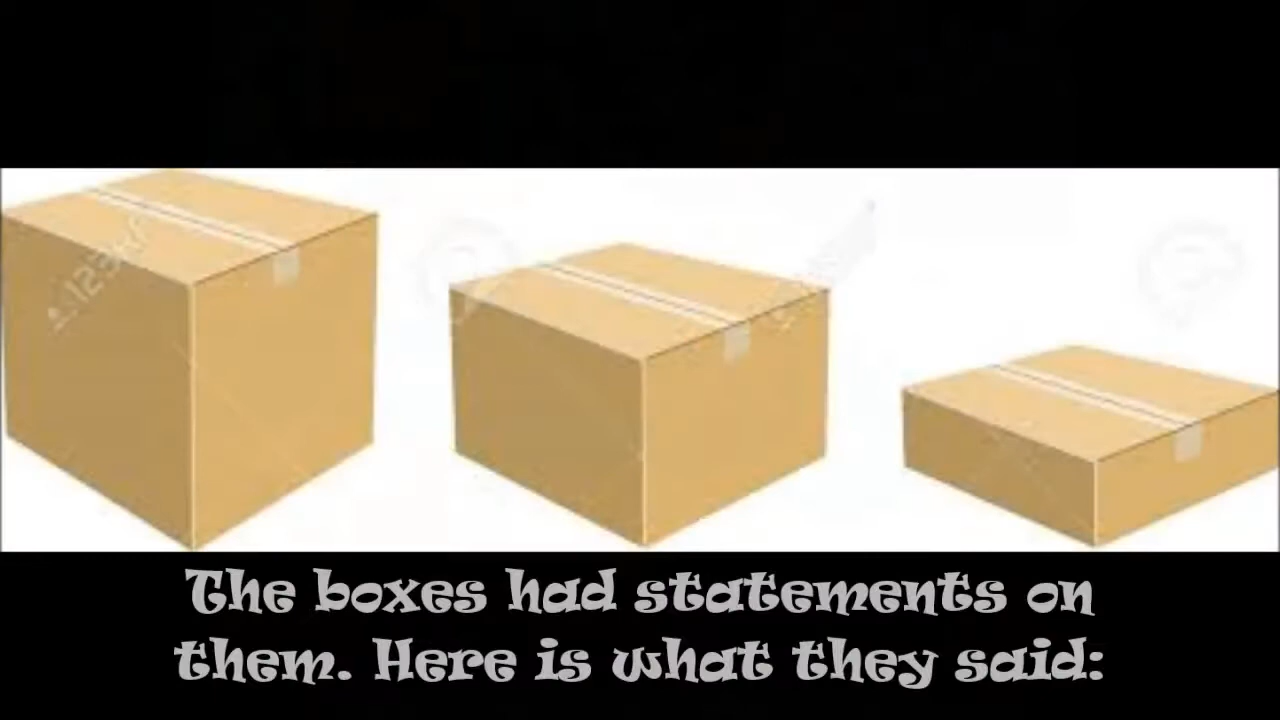 The boxes had statements on
them. Here is what they said: